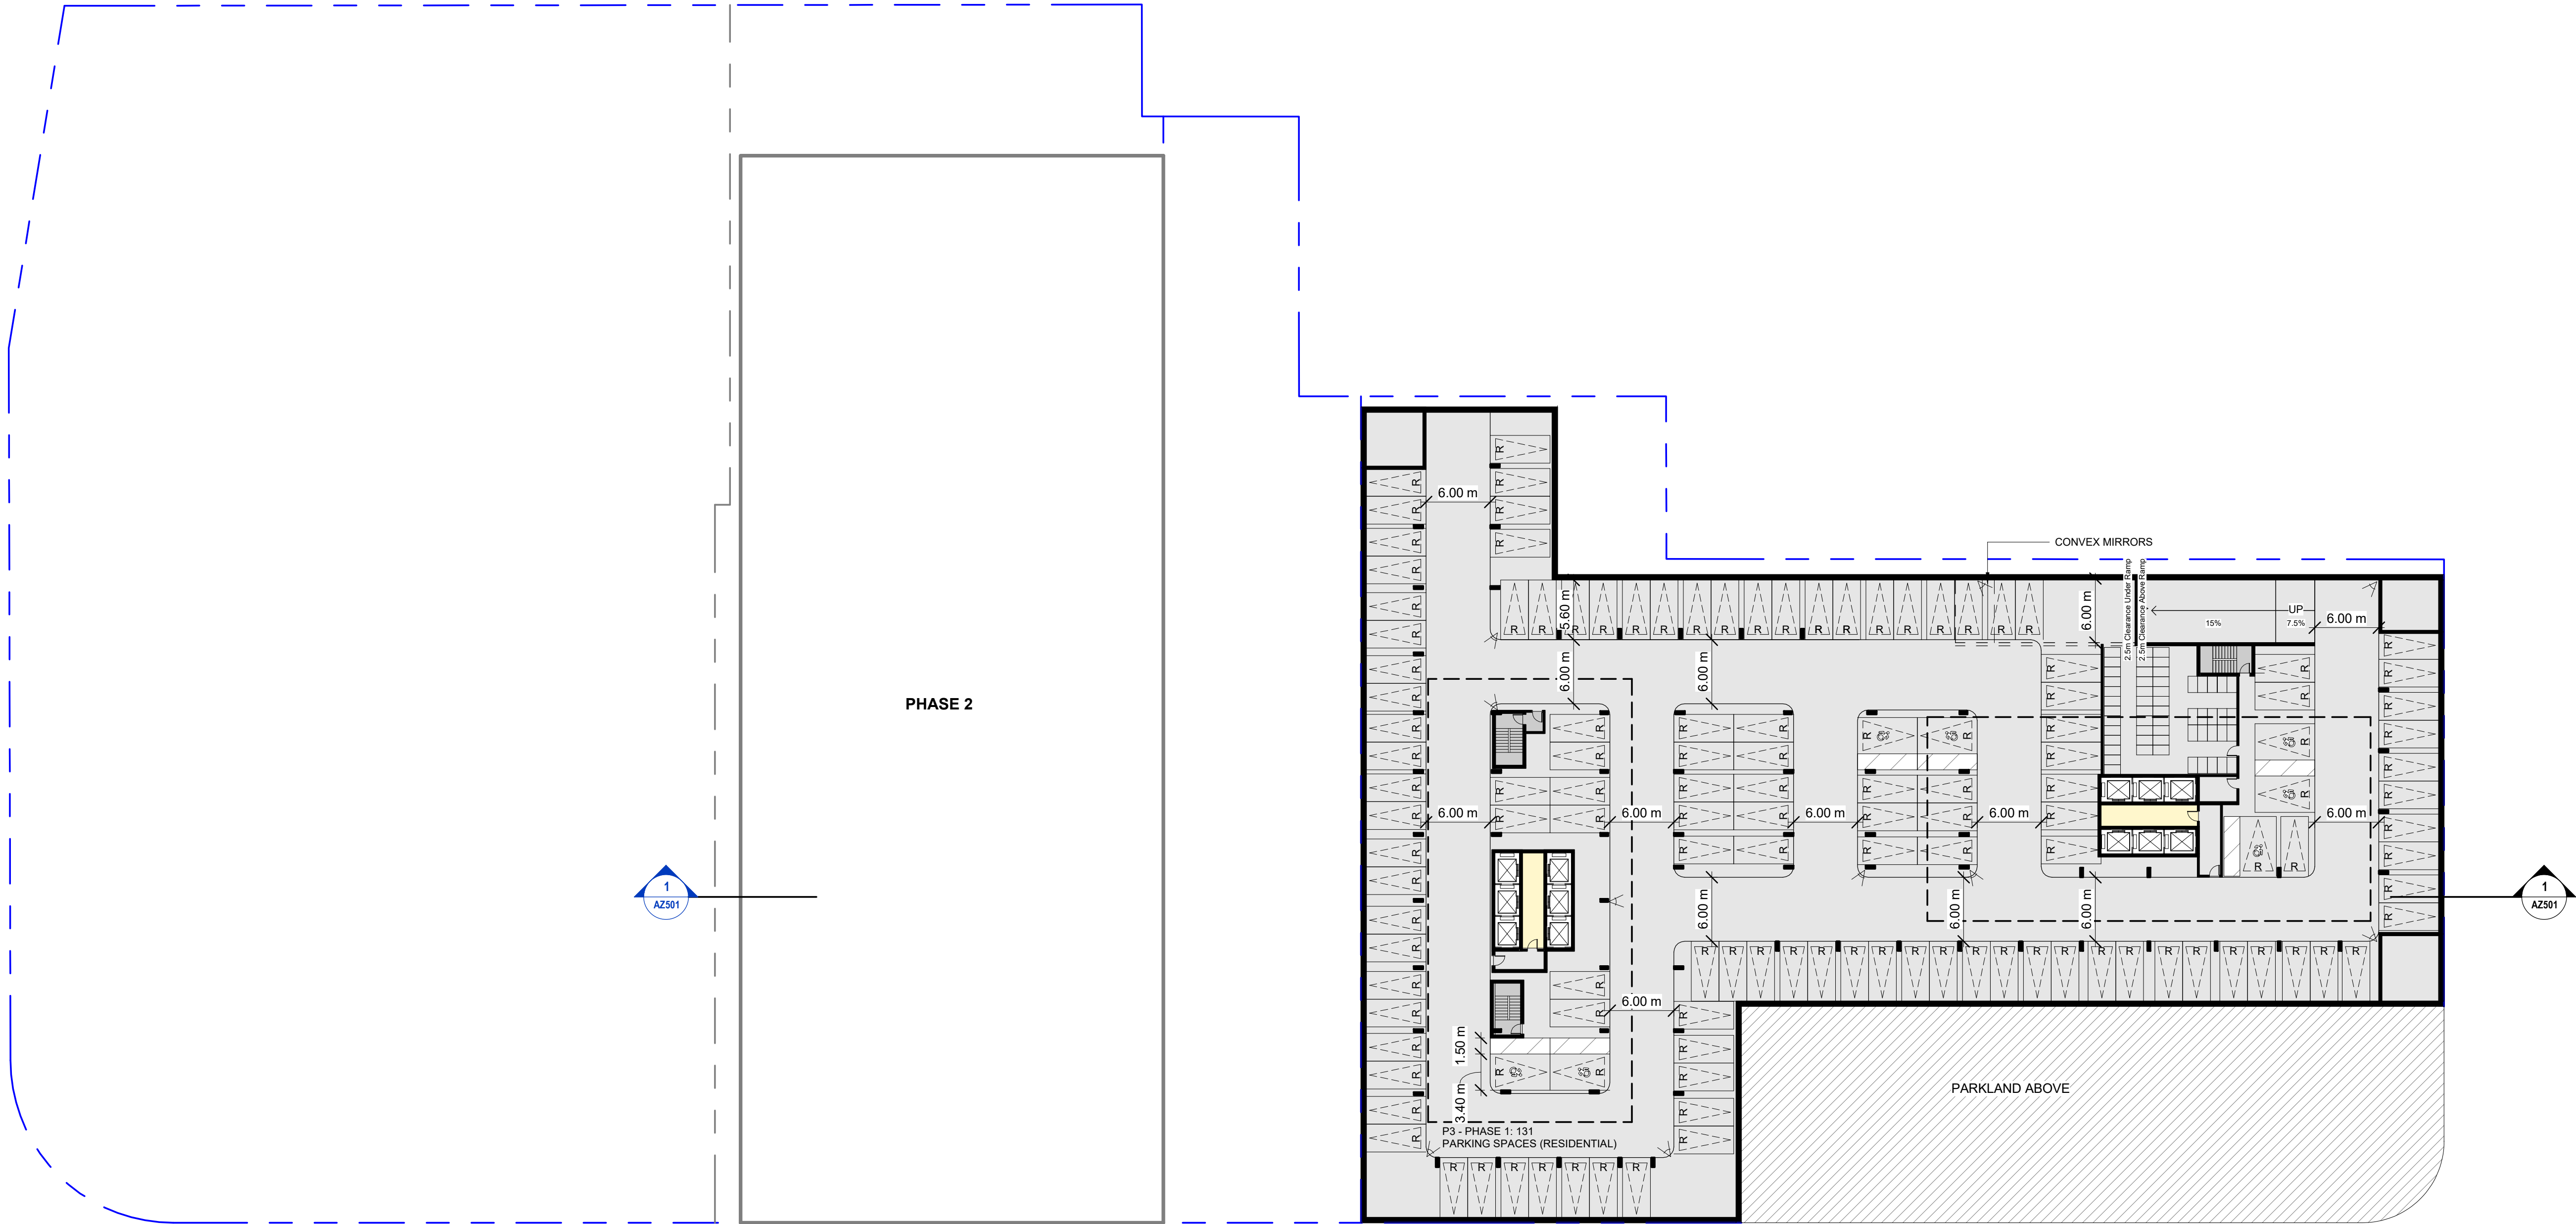 CONVEX MIRRORS
6.00 m
R
R
R
R
R R R R R R R R R R R R R R R R R R
5.60 m
6.00 m
2.5m Clearance Under Ramp
2.5m Clearance Above Ramp
UP
15%
7.5%
6.00 m
6.00 m
6.00 m
PHASE 2
R R R R R R R R R R R R R R R R R R R R R R
R R R R R R
R R R R R R R R R R
R R R R R R R R
R R R R R R
R R R R
R R
R R R R R R R R R R
6.00 m
6.00 m
6.00 m
6.00 m
6.00 m
1
AZ501
1
AZ501
6.00 m
6.00 m
6.00 m
R R R R R R R R R R R R R R R R R R R R R R
R R
6.00 m
R R R R R
1.50 m
R R
3.40 m
PARKLAND ABOVE
P3 - PHASE 1: 131
PARKING SPACES (RESIDENTIAL)
R R R R R R R